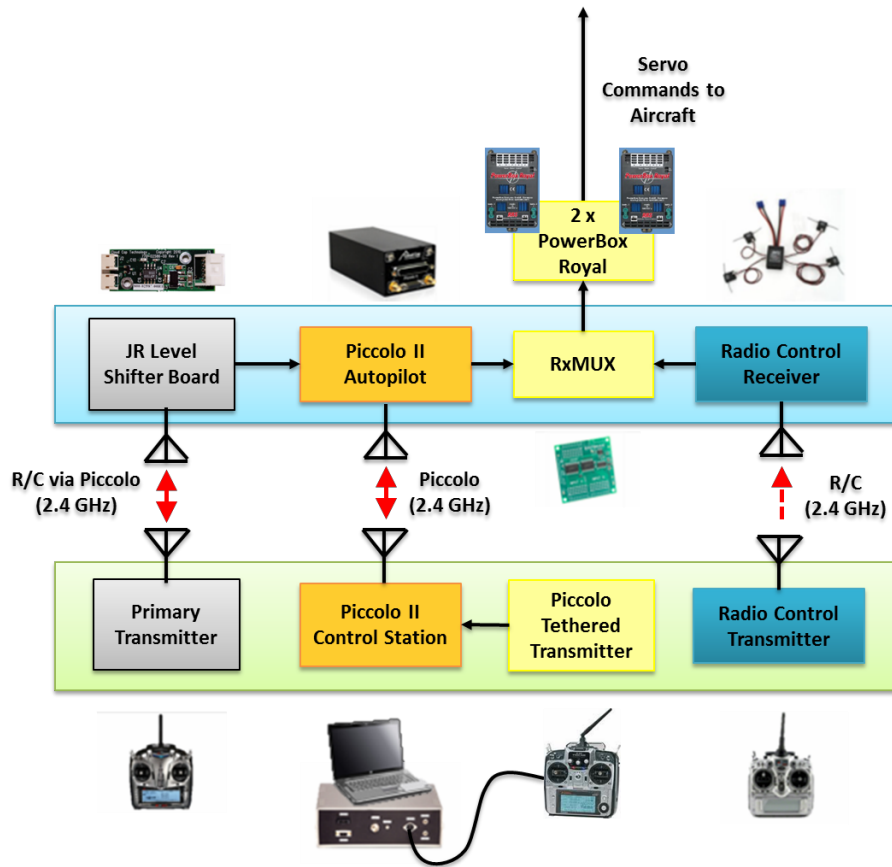 Servo
Commands to
Aircraft
2 x
PowerBox
Royal
JR Level
Shifter Board
Piccolo II
Autopilot
RxMUX
Radio Control
Receiver
R/C via Piccolo
(2.4 GHz)
Piccolo
(2.4 GHz)
R/C
(2.4 GHz)
Primary
Transmitter
Piccolo II
Control Station
Piccolo
Tethered
Transmitter
Radio Control
Transmitter